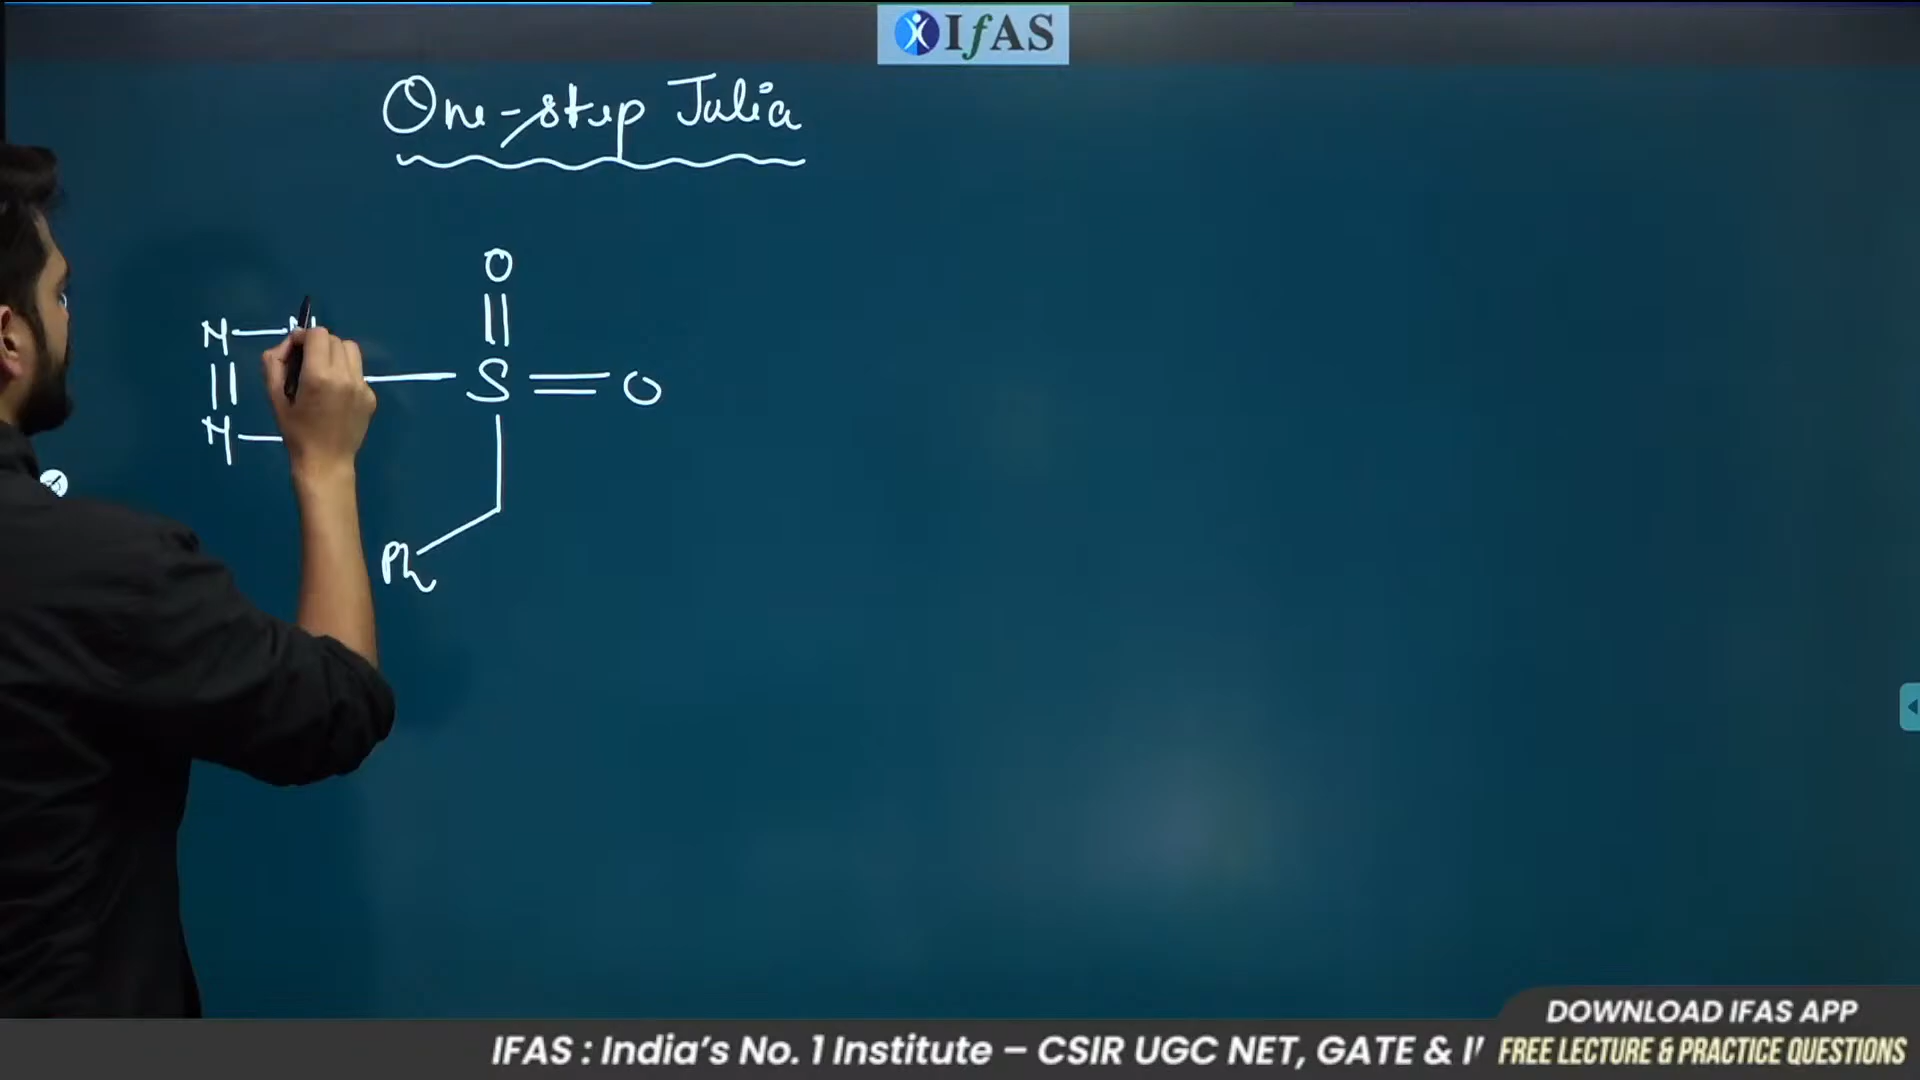 IfAS
One-step Julia
O
N N
S O
N
Ph
DOWNLOAD IFAS APP
IFAS : India's No. 1 Institute – CSIR UGC NET, GATE & I
FREE LECTURE & PRACTICE QUESTIONS